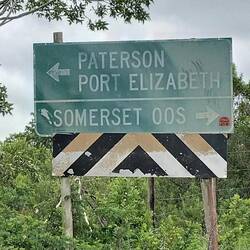 PATERSON
PORT ELIZABETH
SOMERSET OOS